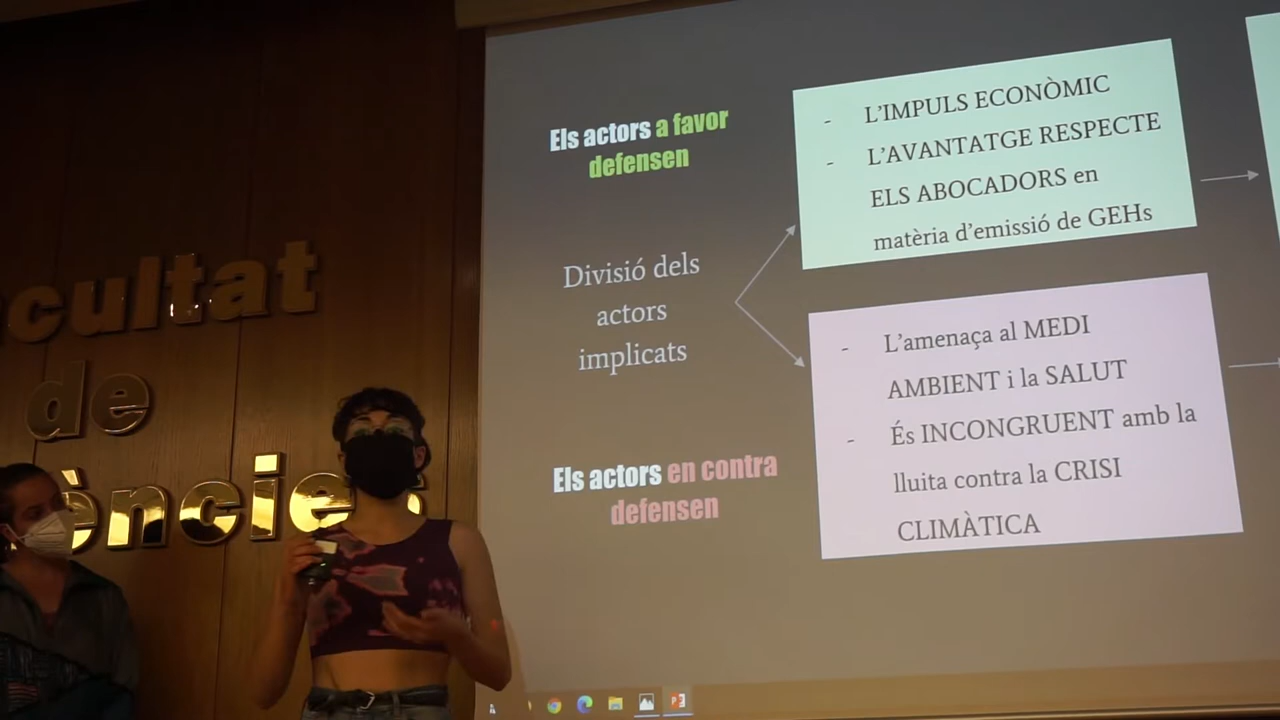 cultat
de
ències
Els actors a favor
defensen
Divisió dels
actors
implicats
Els actors en contra
defensen
- L'IMPULS ECONÒMIC
- L'AVANTATGE RESPECTE
ELS ABOCADORS en
matèria d'emissió de GEHs
- L'amenaça al MEDI
AMBIENT i la SALUT
- És INCONGRUENT amb la
lluita contra la CRISI
CLIMÀTICA